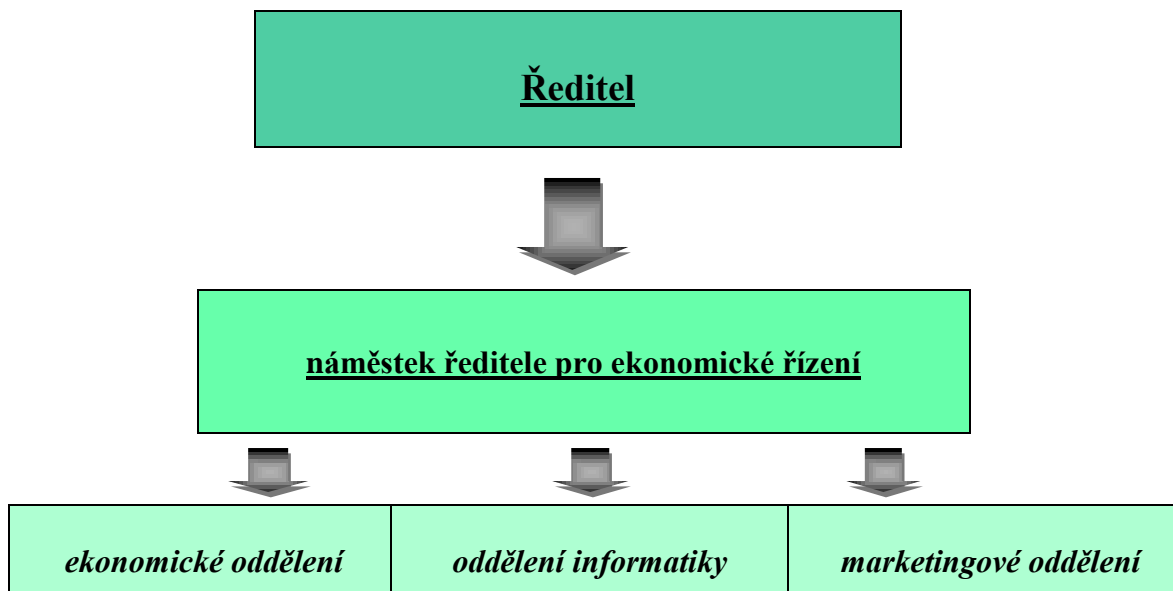 Ředitel
náměstek ředitele pro ekonomické řízení
ekonomické oddělení
oddělení informatiky
marketingové oddělení